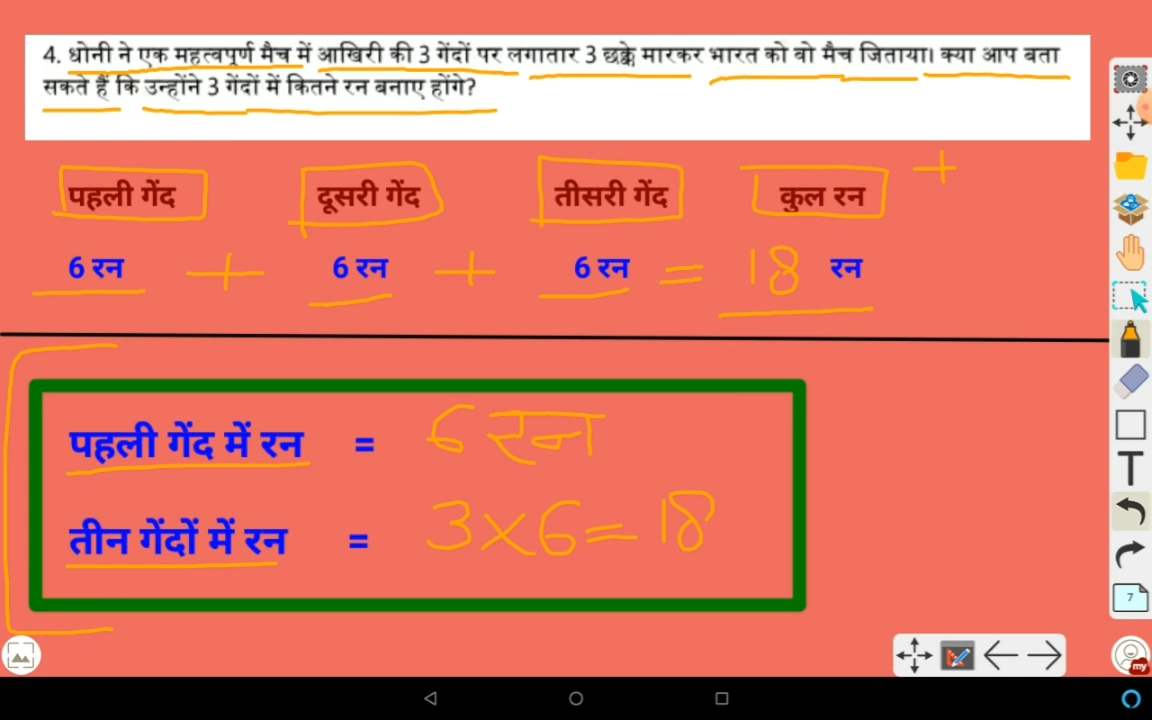 4. धोनी ने एक महत्वपूर्ण मैच में आखिरी की 3 गेंदों पर लगातार 3 छक्के मारकर भारत को वो मैच जिताया। क्या आप बता
सकते हैं कि उन्होंने 3 गेंदों में कितने रन बनाए होंगे?
पहली गेंद दूसरी गेंद तीसरी गेंद कुल रन +
6 रन + 6 रन + 6 रन = 18 रन
पहली गेंद में रन = 6 रन
तीन गेंदों में रन = 3×6=18
T
7
my